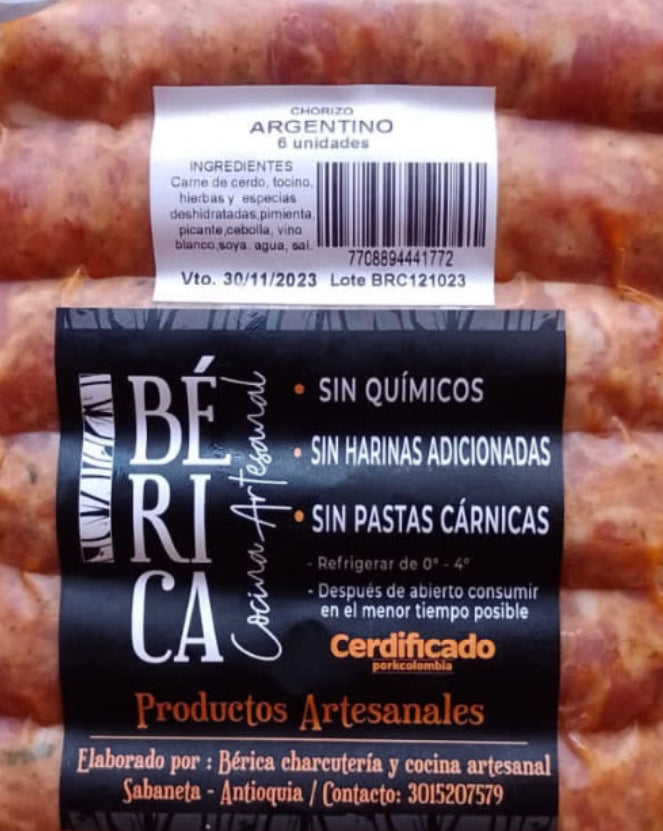 CHORIZO
ARGENTINO
6 unidades
INGREDIENTES
Carne de cerdo, tocino,
hierbas y especias
deshidratadas,pimienta,
picante,cebolla, vino
blanco,soya. agua, sal.
7708894441772
Vto. 30/11/2023 Lote BRC121023
BÉ
RI
CA
Cocina Artesanal
• SIN QUÍMICOS
• SIN HARINAS ADICIONADAS
• SIN PASTAS CÁRNICAS
- Refrigerar de 0° - 4°
- Después de abierto consumir
en el menor tiempo posible
Cerdificado
porkcolombia
Productos Artesanales
Elaborado por : Bérica charcutería y cocina artesanal
Sabaneta - Antioquia / Contacto: 3015207579